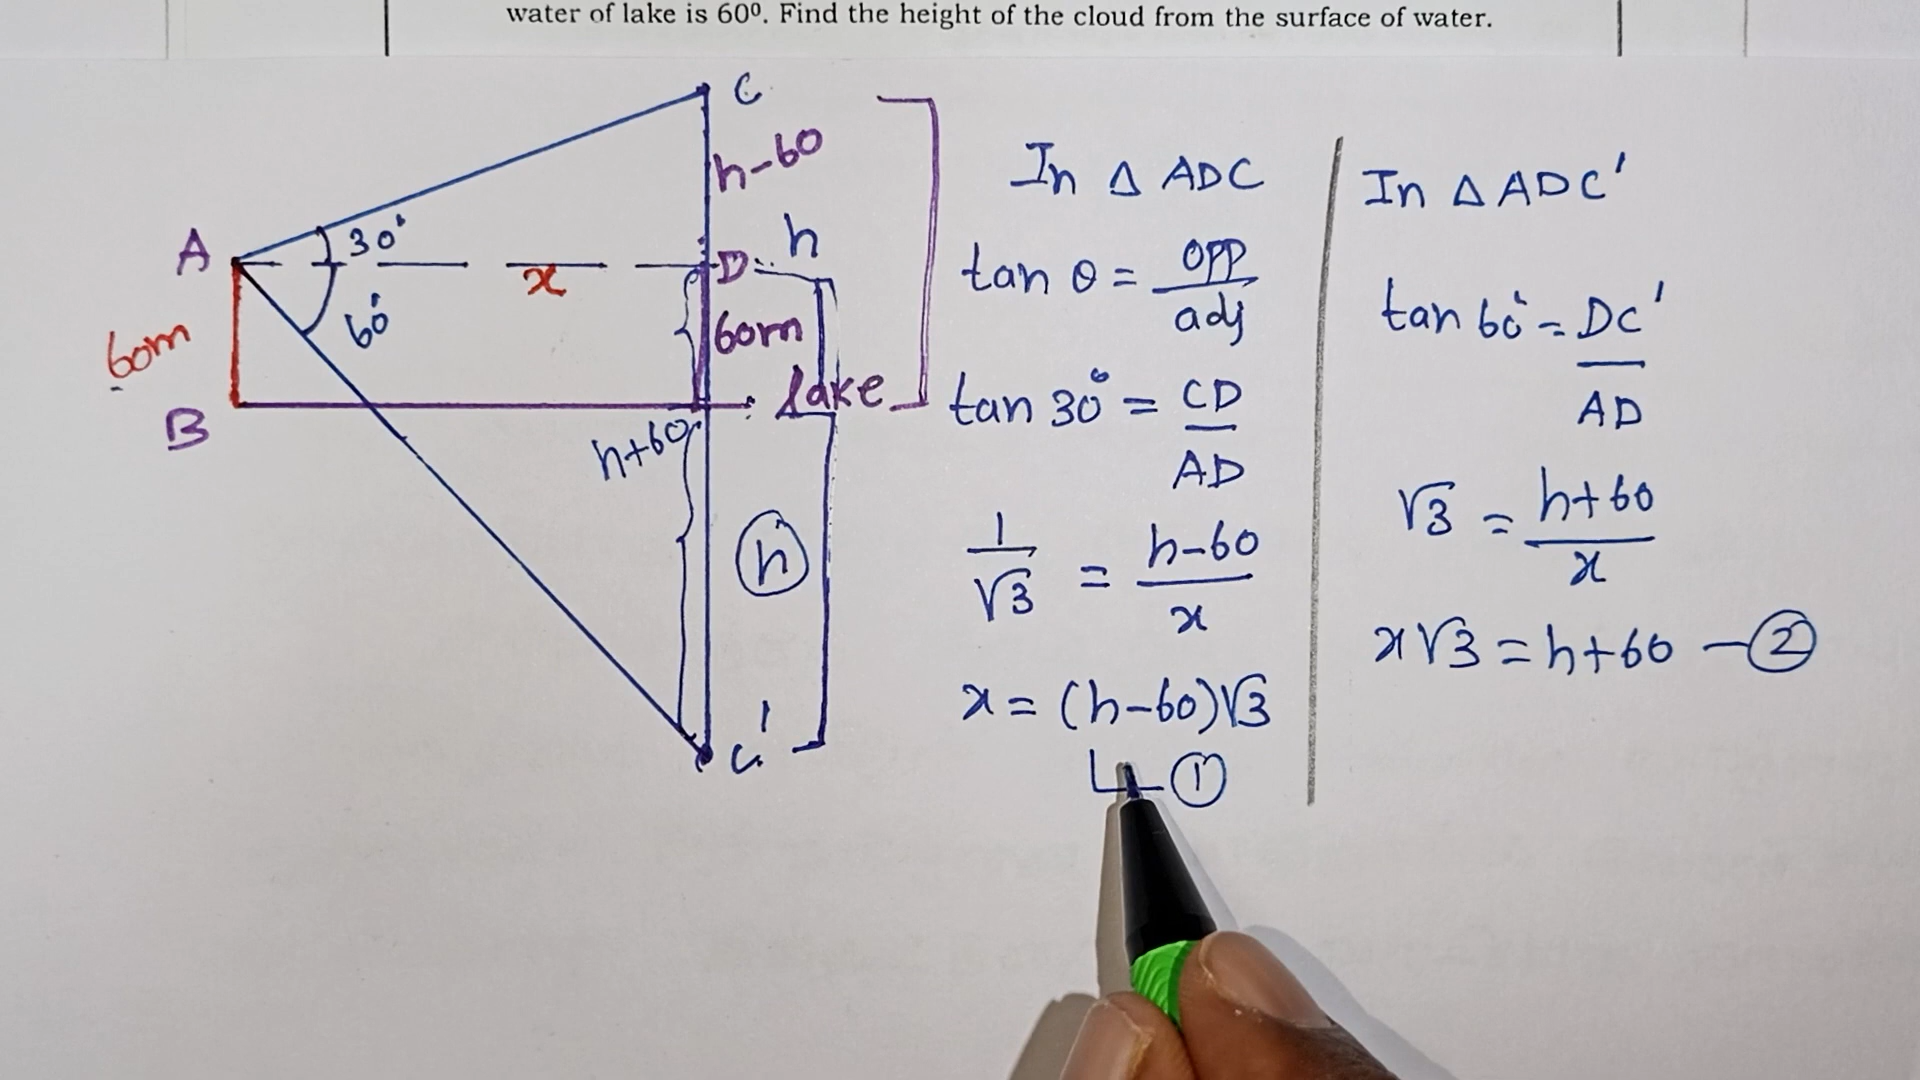 water of lake is 60⁰. Find the height of the cloud from the surface of water.
C
h-60
A
30°
x
D
h
60°
60m
60m
lake
B
h+60
h
C'
In △ ADC
tan θ = opp/adj
tan 30° = CD/AD
1/√3 = h-60/x
x = (h-60)√3
①
In △ ADC'
tan 60° = DC'/AD
√3 = h+60/x
x√3 = h+60 — ②